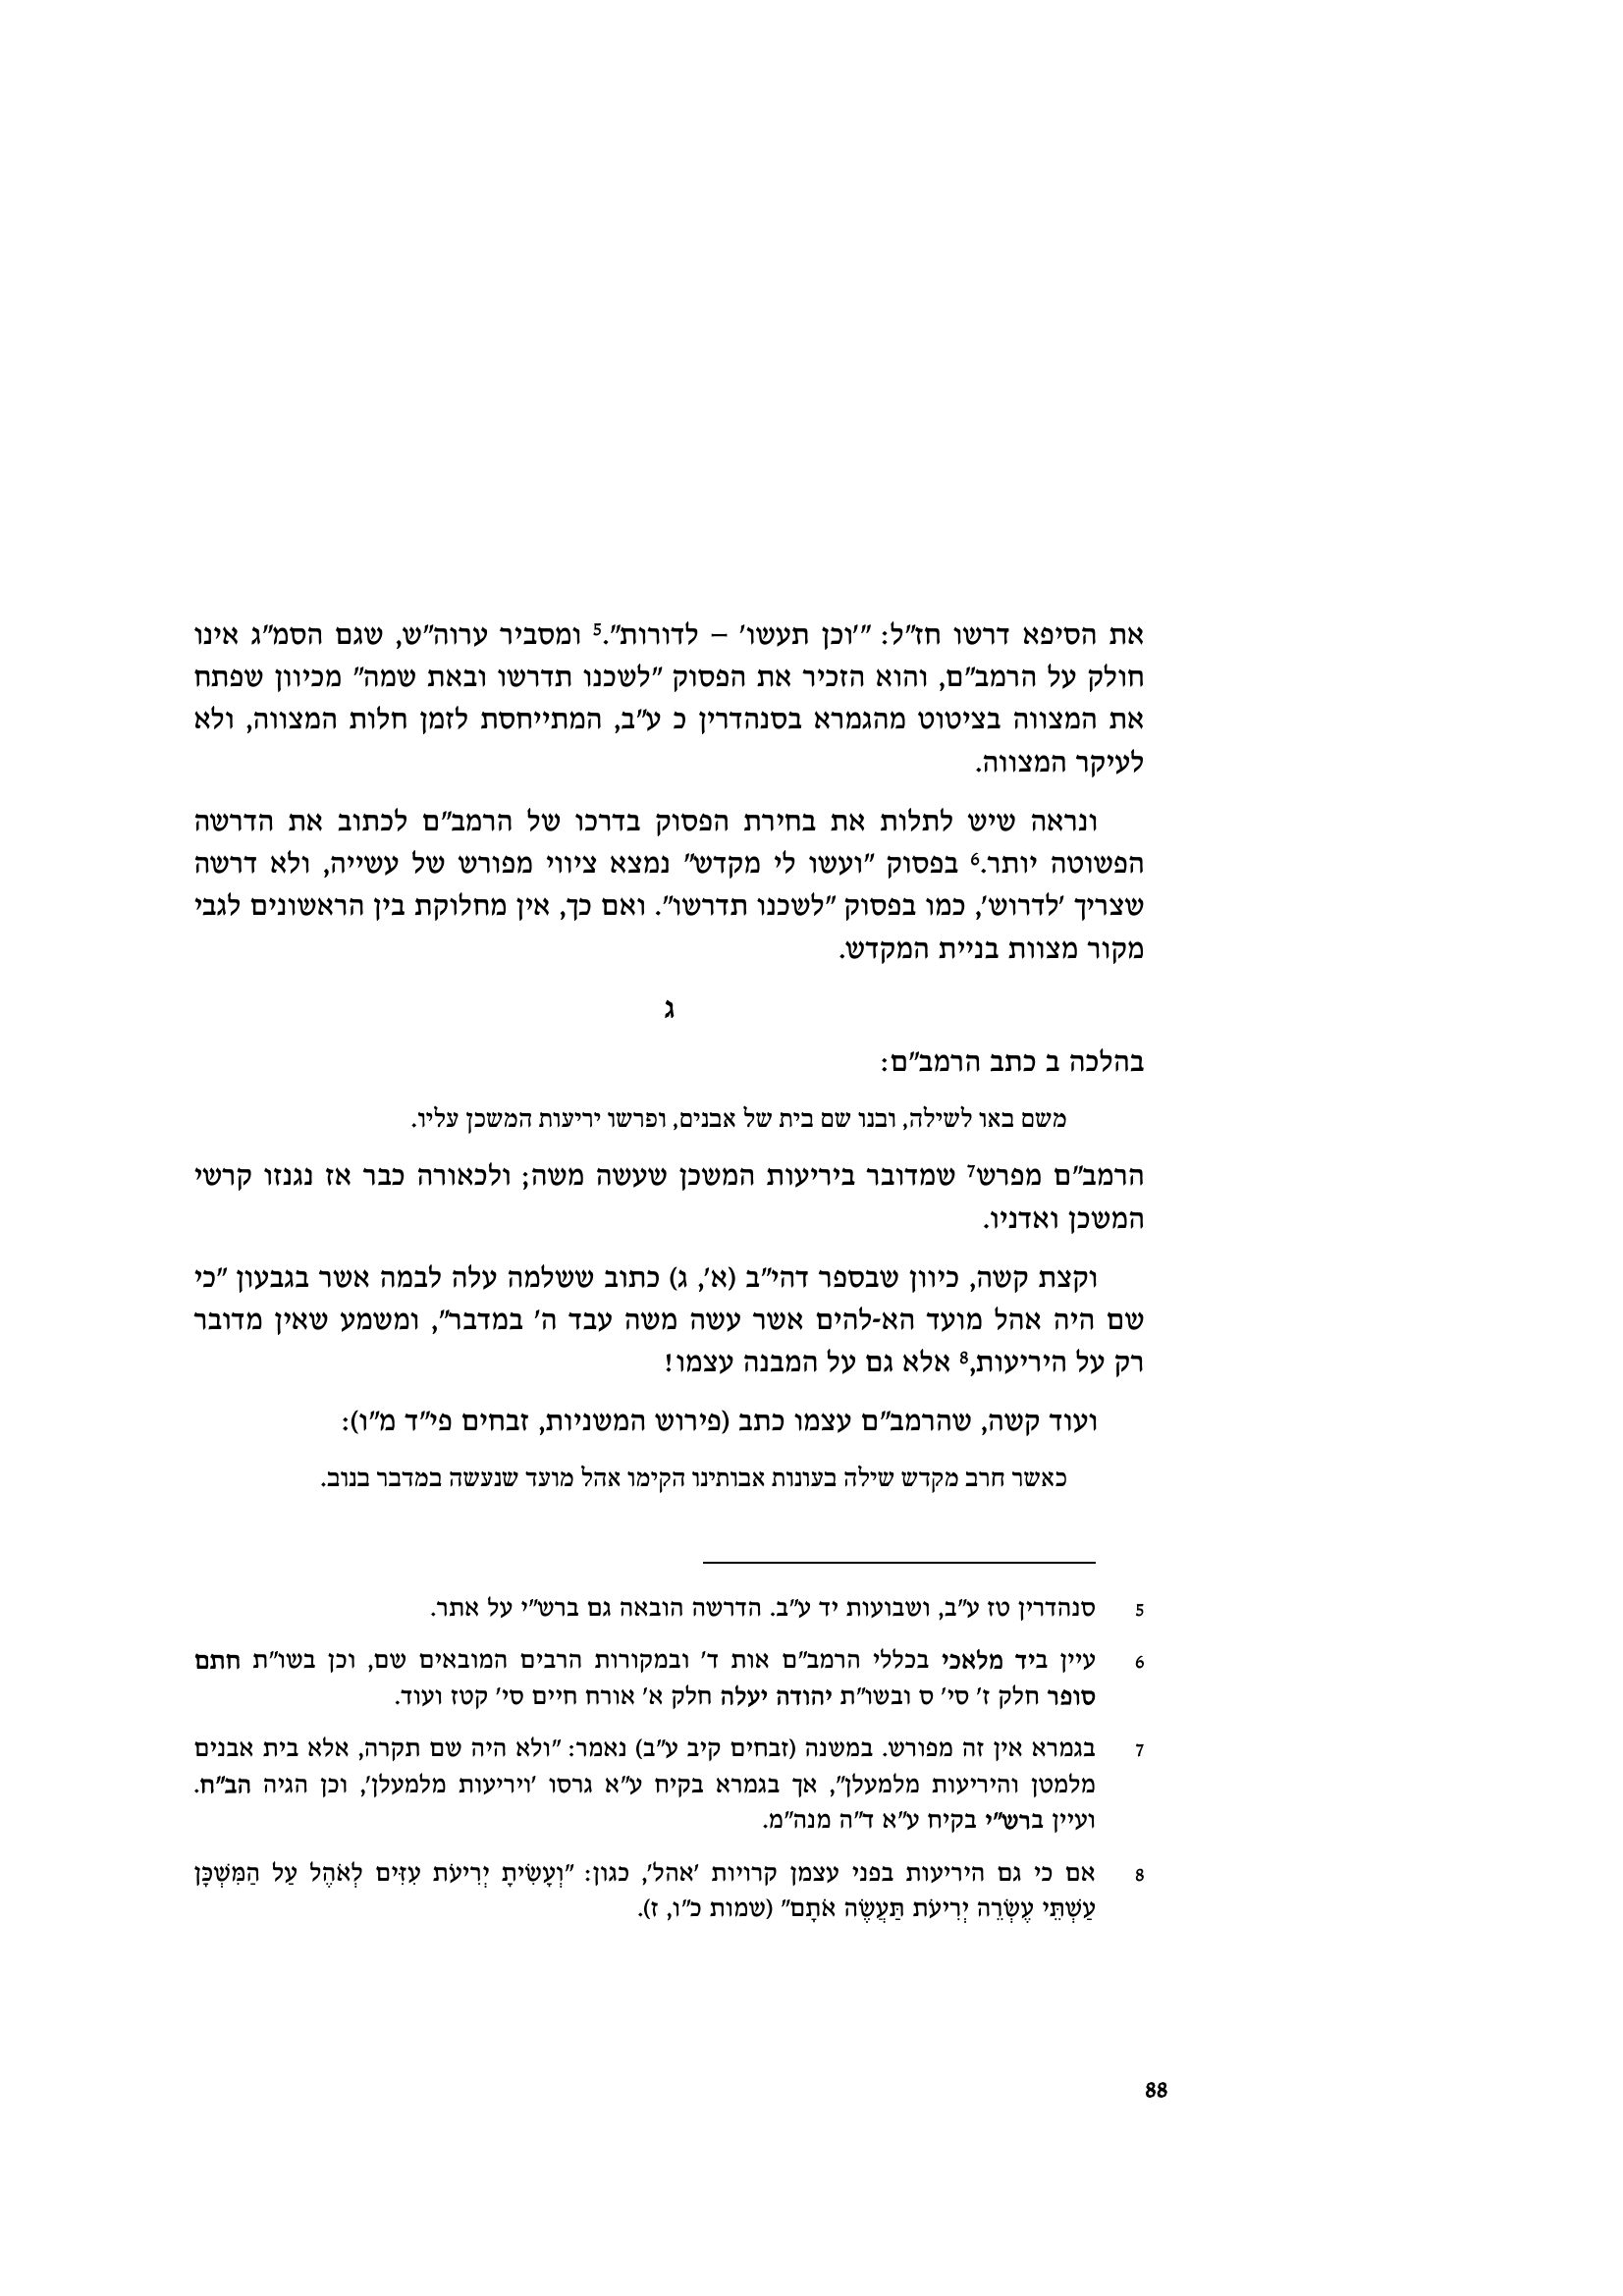 את הסיפא דרשו חז"ל: "'וכן תעשו' – לדורות".5 ומסביר ערוה"ש, שגם הסמ"ג אינו
חולק על הרמב"ם, והוא הזכיר את הפסוק "לשכנו תדרשו ובאת שמה" מכיוון שפתח
את המצווה בציטוט מהגמרא בסנהדרין כ ע"ב, המתייחסת לזמן חלות המצווה, ולא
לעיקר המצווה.
ונראה שיש לתלות את בחירת הפסוק בדרכו של הרמב"ם לכתוב את הדרשה
הפשוטה יותר.6 בפסוק "ועשו לי מקדש" נמצא ציווי מפורש של עשייה, ולא דרשה
שצריך 'לדרוש', כמו בפסוק "לשכנו תדרשו". ואם כך, אין מחלוקת בין הראשונים לגבי
מקור מצוות בניית המקדש.
ג
בהלכה ב כתב הרמב"ם:
משם באו לשילה, ובנו שם בית של אבנים, ופרשו יריעות המשכן עליו.
הרמב"ם מפרש7 שמדובר ביריעות המשכן שעשה משה; ולכאורה כבר אז נגנזו קרשי
המשכן ואדניו.
וקצת קשה, כיוון שבספר דהי"ב (א', ג) כתוב ששלמה עלה לבמה אשר בגבעון "כי
שם היה אהל מועד הא-להים אשר עשה משה עבד ה' במדבר", ומשמע שאין מדובר
רק על היריעות,8 אלא גם על המבנה עצמו!
ועוד קשה, שהרמב"ם עצמו כתב (פירוש המשניות, זבחים פי"ד מ"ו):
כאשר חרב מקדש שילה בעונות אבותינו הקימו אהל מועד שנעשה במדבר בנוב.
5 סנהדרין טז ע"ב, ושבועות יד ע"ב. הדרשה הובאה גם ברש"י על אתר.
6 עיין ביד מלאכי בכללי הרמב"ם אות ד' ובמקורות הרבים המובאים שם, וכן בשו"ת חתם
סופר חלק ז' סי' ס ובשו"ת יהודה יעלה חלק א' אורח חיים סי' קטז ועוד.
7 בגמרא אין זה מפורש. במשנה (זבחים קיב ע"ב) נאמר: "ולא היה שם תקרה, אלא בית אבנים
מלמטן והיריעות מלמעלן", אך בגמרא בקיח ע"א גרסו 'ויריעות מלמעלן', וכן הגיה הב"ח.
ועיין ברש"י בקיח ע"א ד"ה מנה"מ.
8 אם כי גם היריעות בפני עצמן קרויות 'אהל', כגון: "וְעָשִׂיתָ יְרִיעֹת עִזִּים לְאֹהֶל עַל הַמִּשְׁכָּן
עַשְׁתֵּי עֶשְׂרֵה יְרִיעֹת תַּעֲשֶׂה אֹתָם" (שמות כ"ו, ז).
88